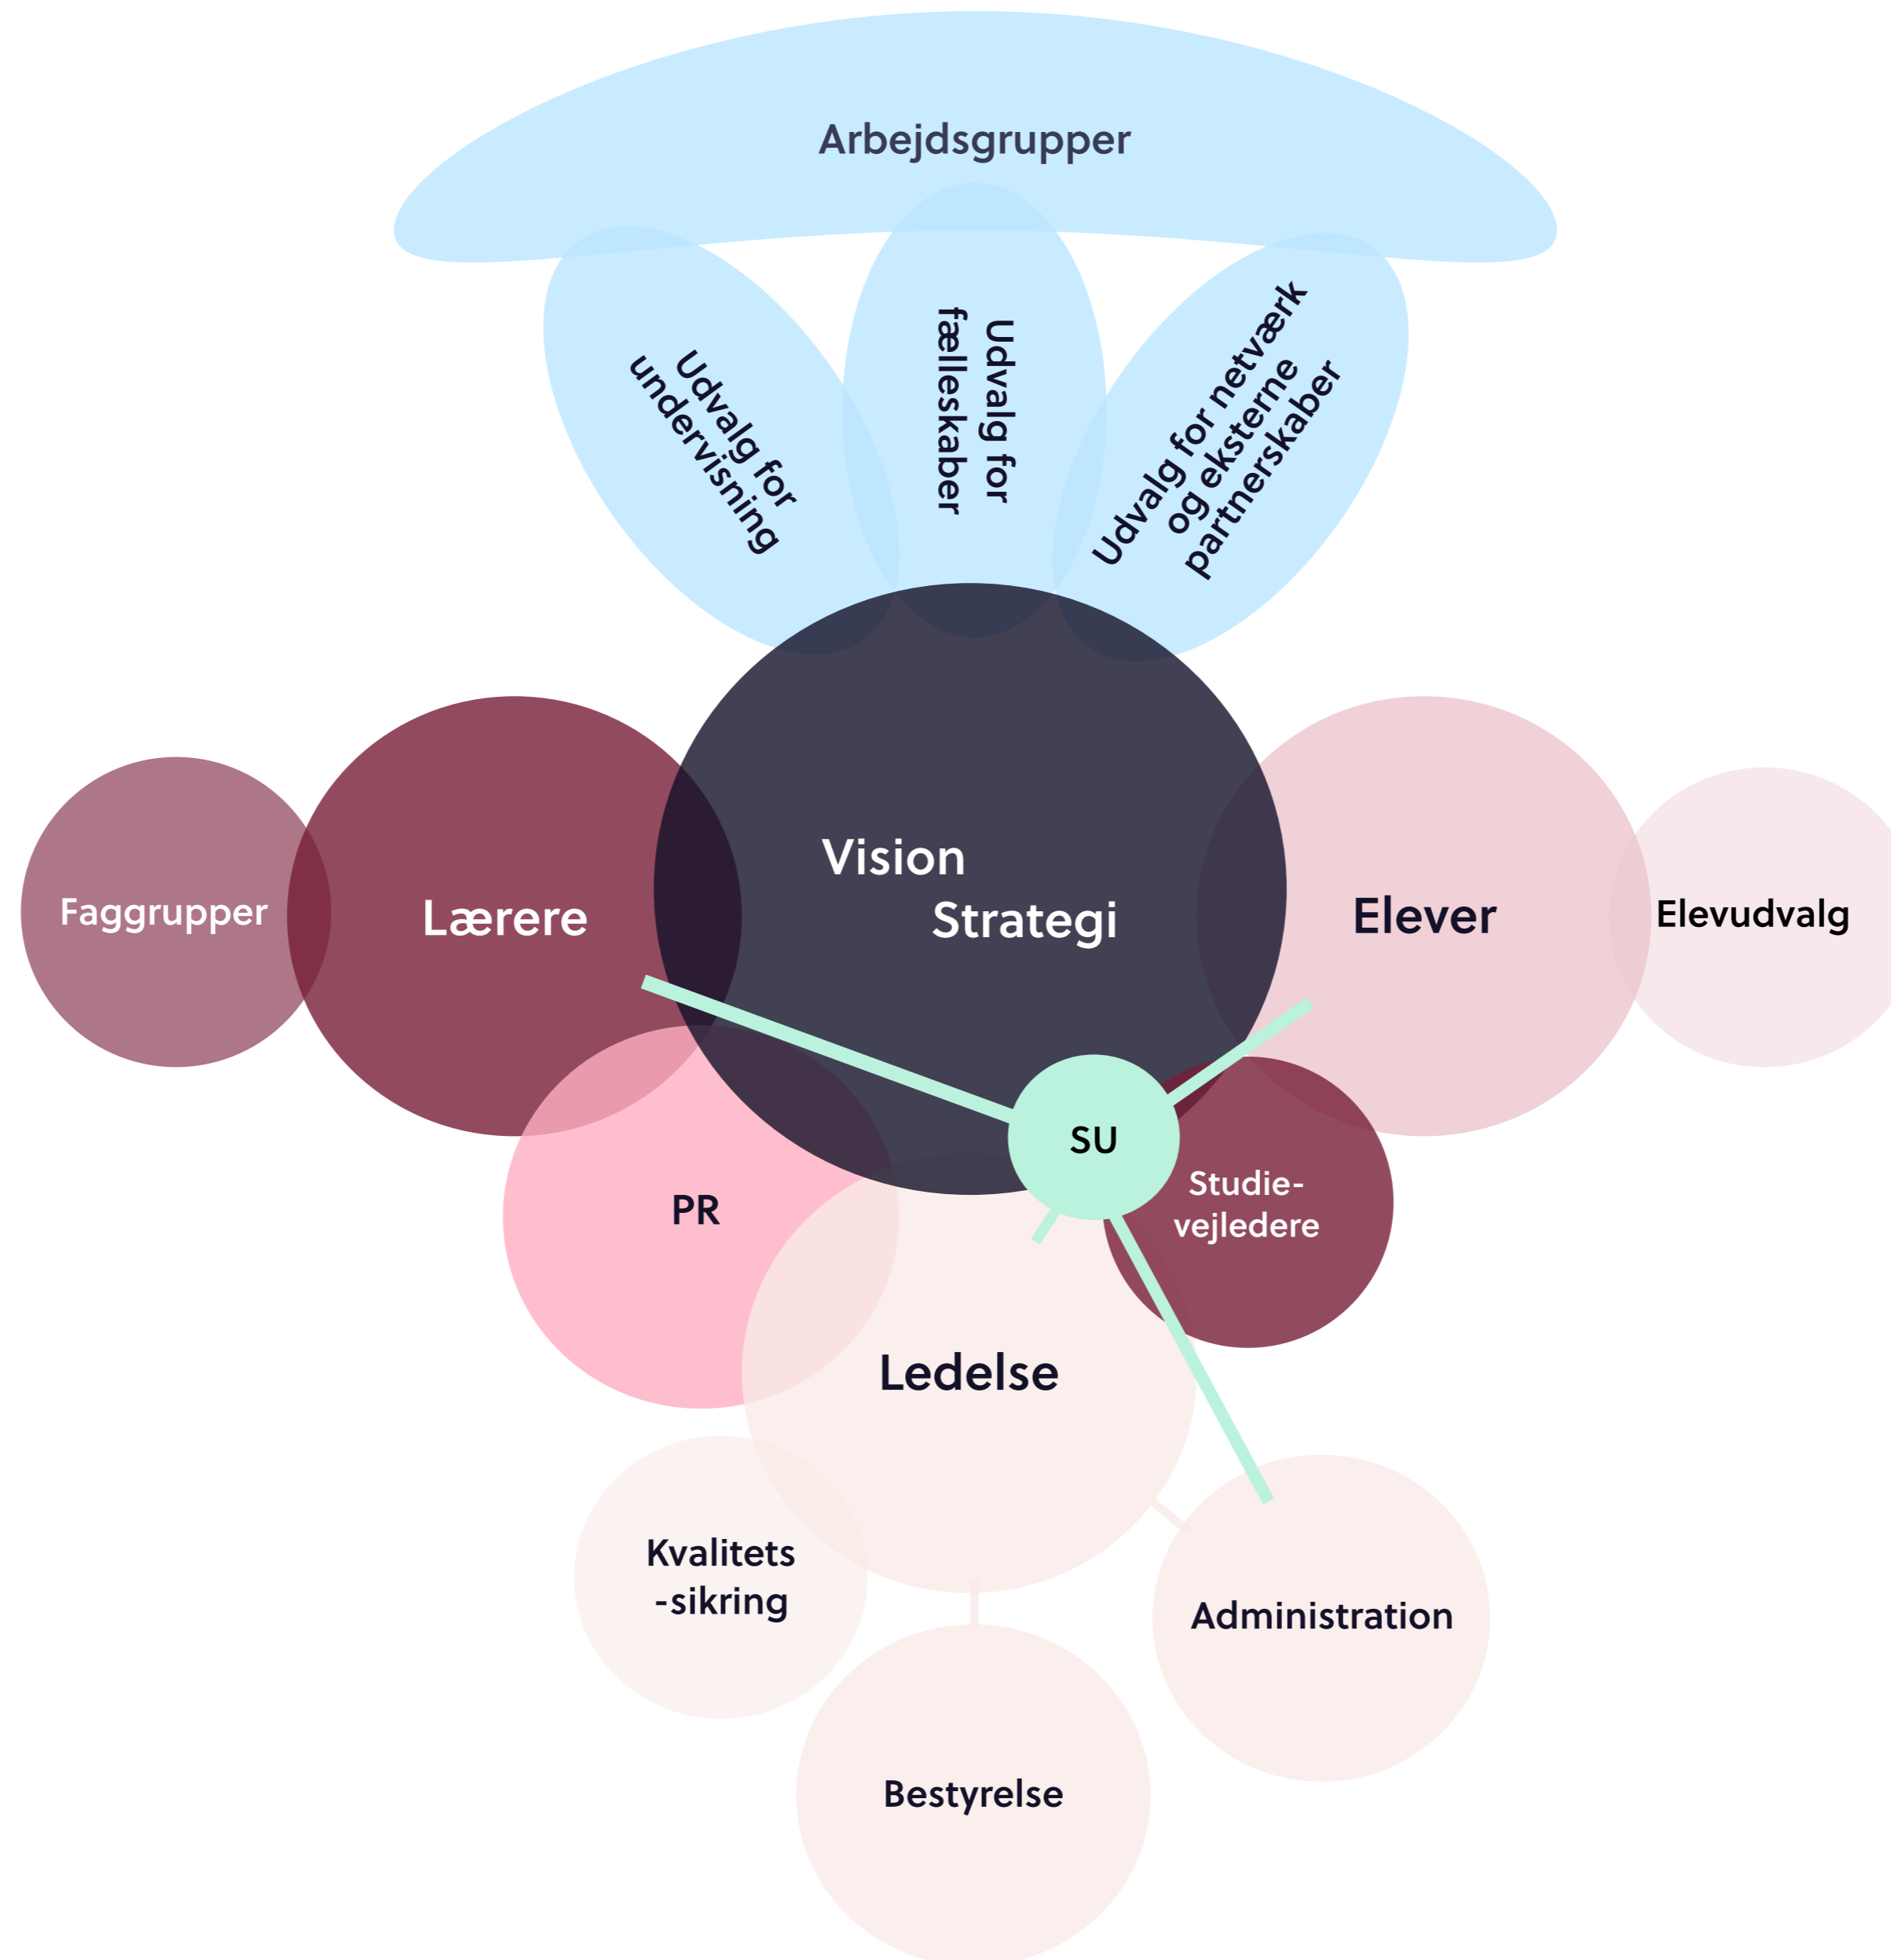 Arbejdsgrupper
Udvalg for
undervisning
Udvalg for
fælleskaber
Udvalg for netværk
og eksterne
partnerskaber
Vision
Strategi
Faggrupper
Lærere
Elever
Elevudvalg
SU
Studie-
vejledere
PR
Ledelse
Kvalitets
-sikring
Administration
Bestyrelse